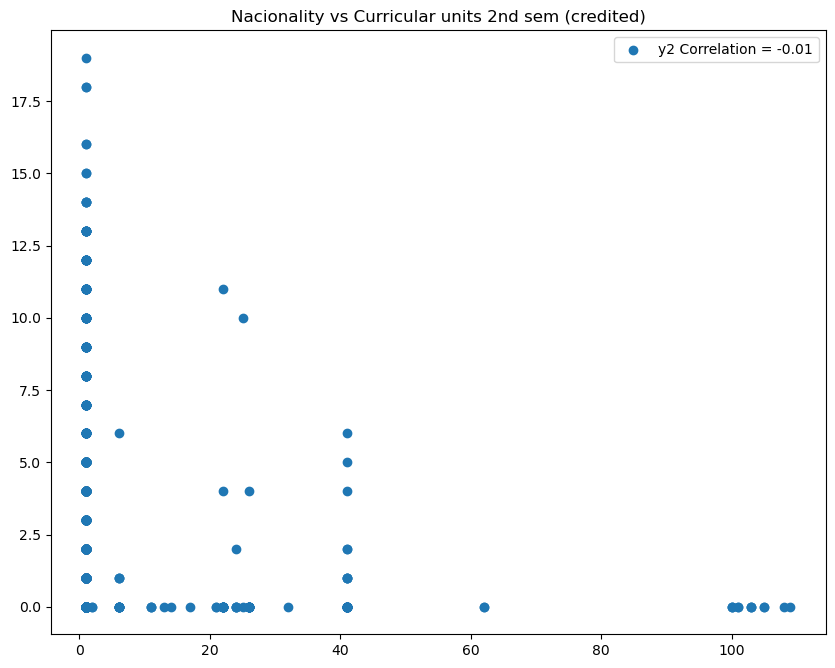 Nacionality vs Curricular units 2nd sem (credited)
y2 Correlation = -0.01
17.5
15.0
12.5
10.0
7.5
5.0
2.5
0.0
0 20 40 60 80 100